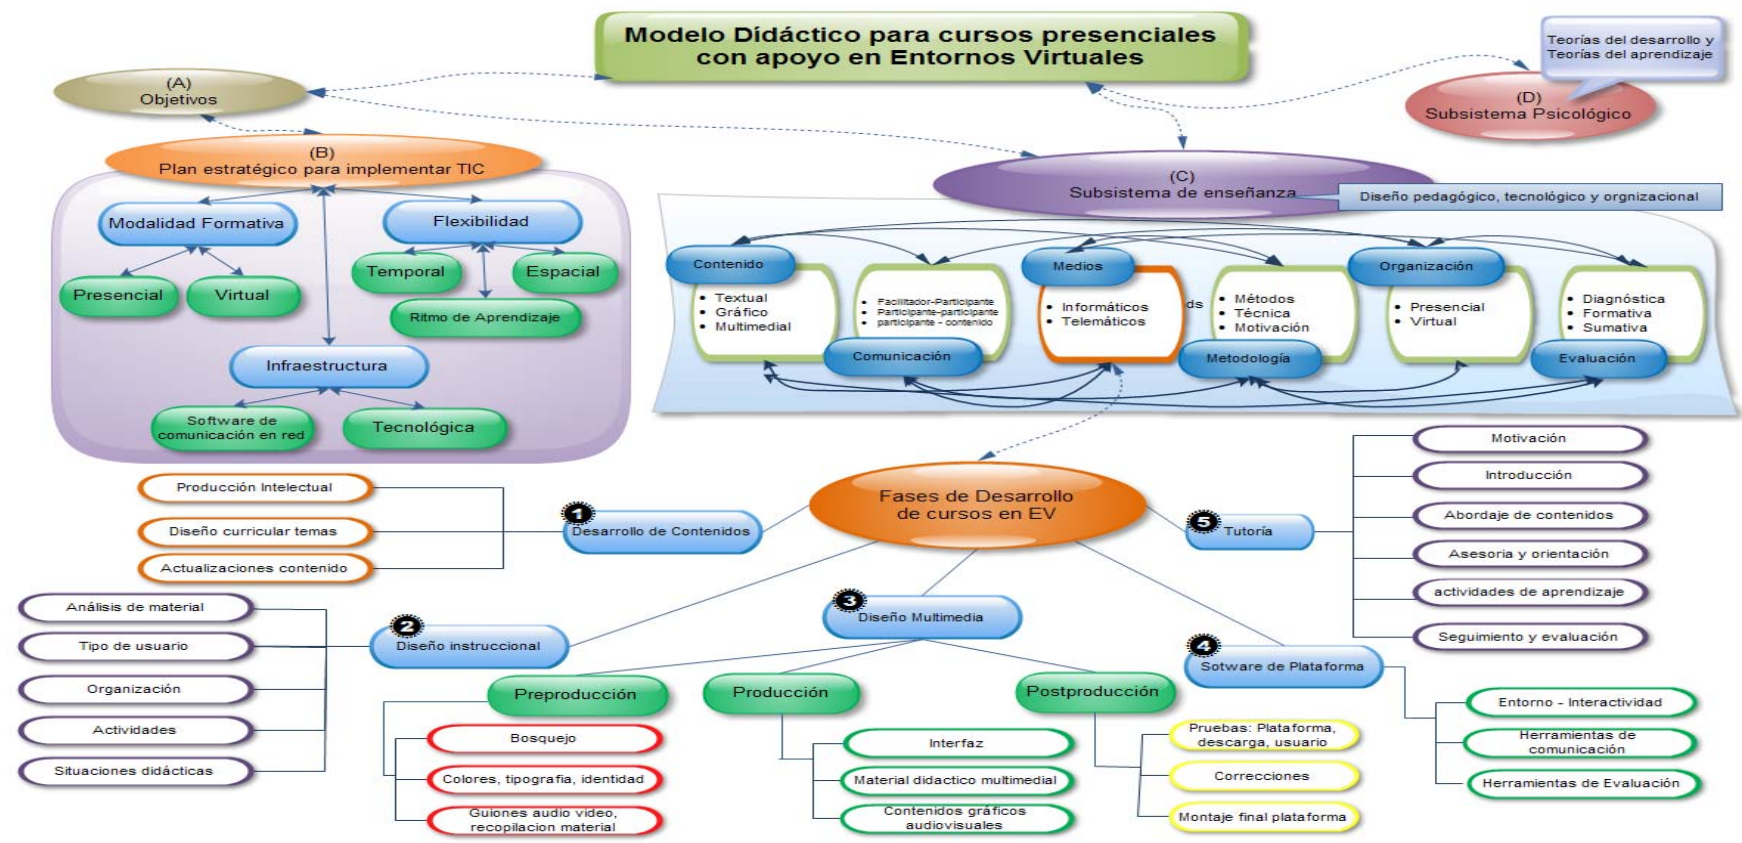 Modelo Didáctico para cursos presenciales
con apoyo en Entornos Virtuales
Teorías del desarrollo y
Teorías del aprendizaje
(A)
Objetivos
(D)
Subsistema Psicológico
(B)
Plan estratégico para implementar TIC
(C)
Subsistema de enseñanza
Diseño pedagógico, tecnológico y orgnizacional
Modalidad Formativa
Flexibilidad
Presencial
Virtual
Temporal
Espacial
Ritmo de Aprendizaje
Infraestructura
Software de
comunicación en red
Tecnológica
Contenido
• Textual
• Gráfico
• Multimedial
• Facilitador-Participante
• Participante-participante
• participante - contenido
Comunicación
Medios
• Informáticos
• Telemáticos
ds
• Métodos
• Técnica
• Motivación
Metodología
Organización
• Presencial
• Virtual
• Diagnóstica
• Formativa
• Sumativa
Evaluación
Fases de Desarrollo
de cursos en EV
1
Desarrollo de Contenidos
Producción Intelectual
Diseño curricular temas
Actualizaciones contenido
2
Diseño instruccional
Análisis de material
Tipo de usuario
Organización
Actividades
Situaciones didácticas
3
Diseño Multimedia
Preproducción
Bosquejo
Colores, tipografia, identidad
Guiones audio video,
recopilacion material
Producción
Interfaz
Material didactico multimedial
Contenidos gráficos
audiovisuales
Postproducción
Pruebas: Plataforma,
descarga, usuario
Correcciones
Montaje final plataforma
4
Sotware de Plataforma
Entorno - Interactividad
Herramientas de
comunicación
Herramientas de Evaluación
5
Tutoría
Motivación
Introducción
Abordaje de contenidos
Asesoria y orientación
actividades de aprendizaje
Seguimiento y evaluación